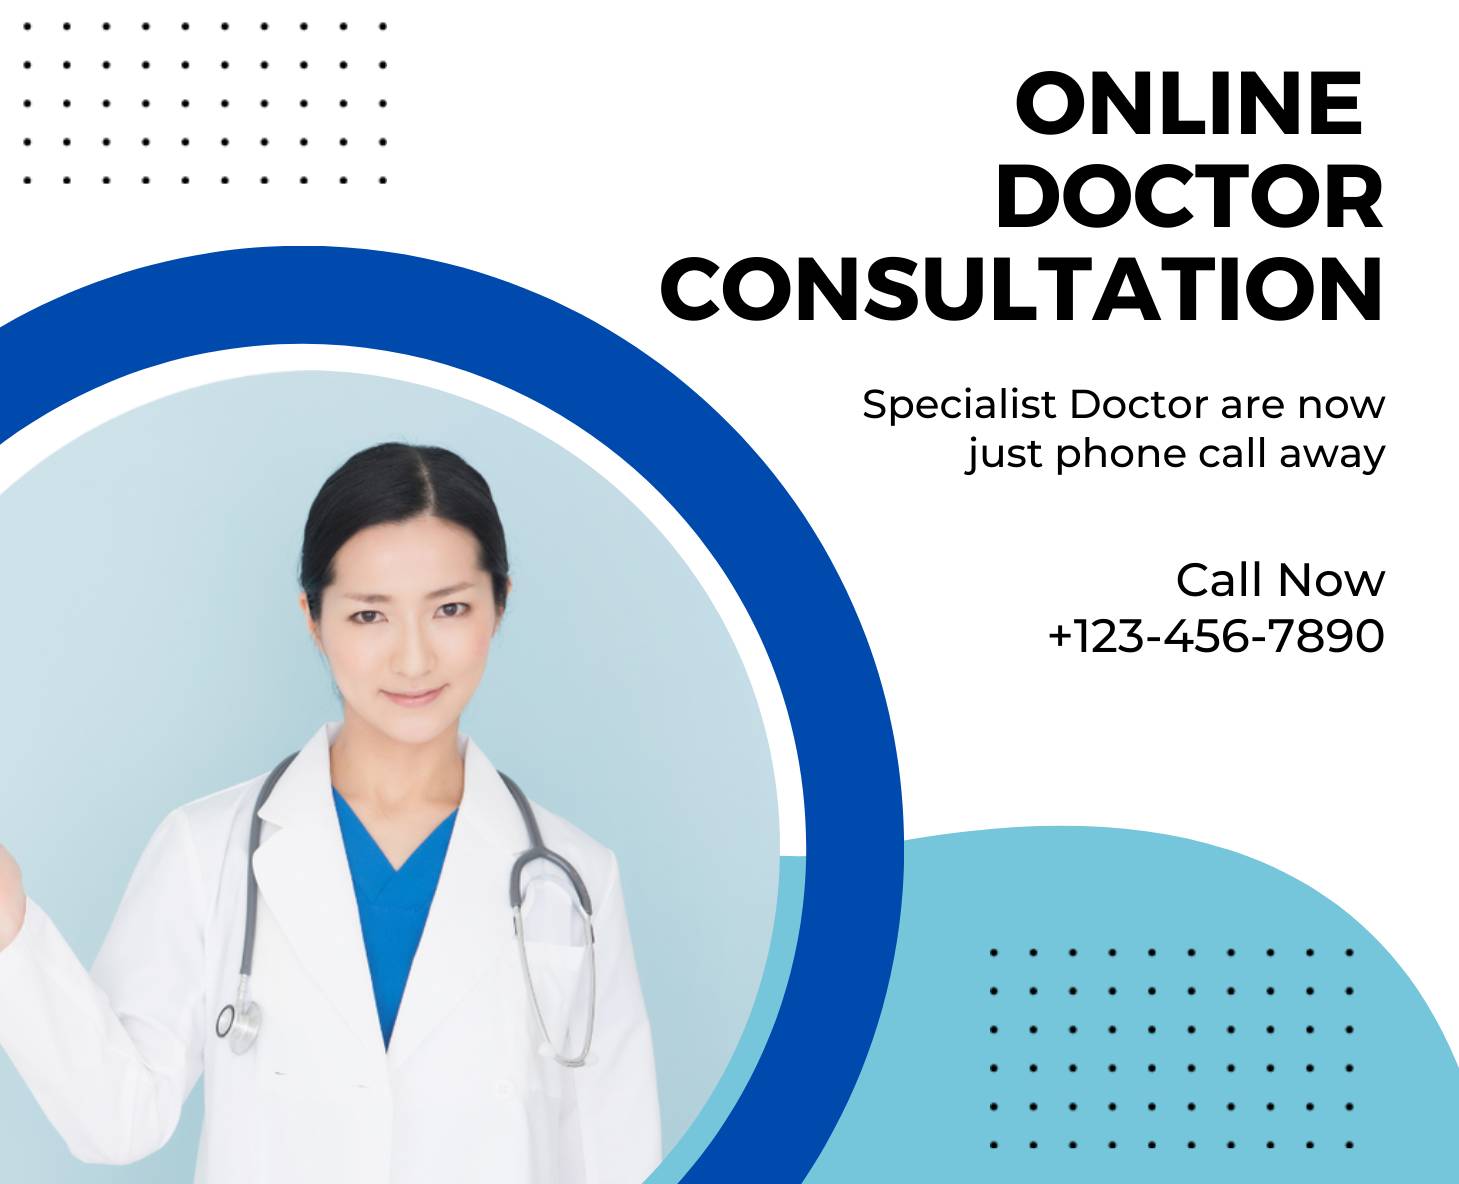 ONLINE
DOCTOR
CONSULTATION
Specialist Doctor are now
just phone call away
Call Now
+123-456-7890